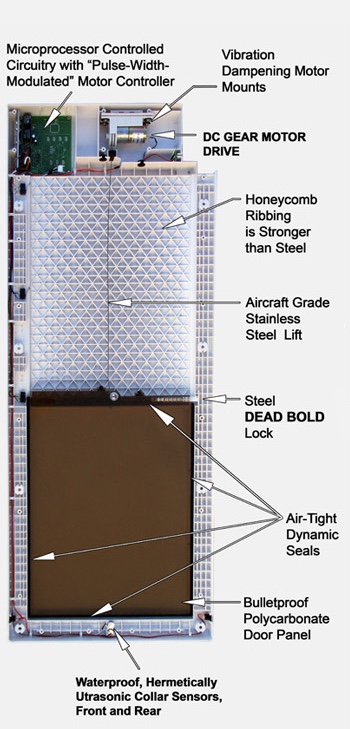 Microprocessor Controlled
Circuitry with “Pulse-Width-
Modulated” Motor Controller
Vibration
Dampening Motor
Mounts
DC GEAR MOTOR
DRIVE
Honeycomb
Ribbing
is Stronger
than Steel
Aircraft Grade
Stainless
Steel Lift
Steel
DEAD BOLD
Lock
Air-Tight
Dynamic
Seals
Bulletproof
Polycarbonate
Door Panel
Waterproof, Hermetically
Utrasonic Collar Sensors,
Front and Rear